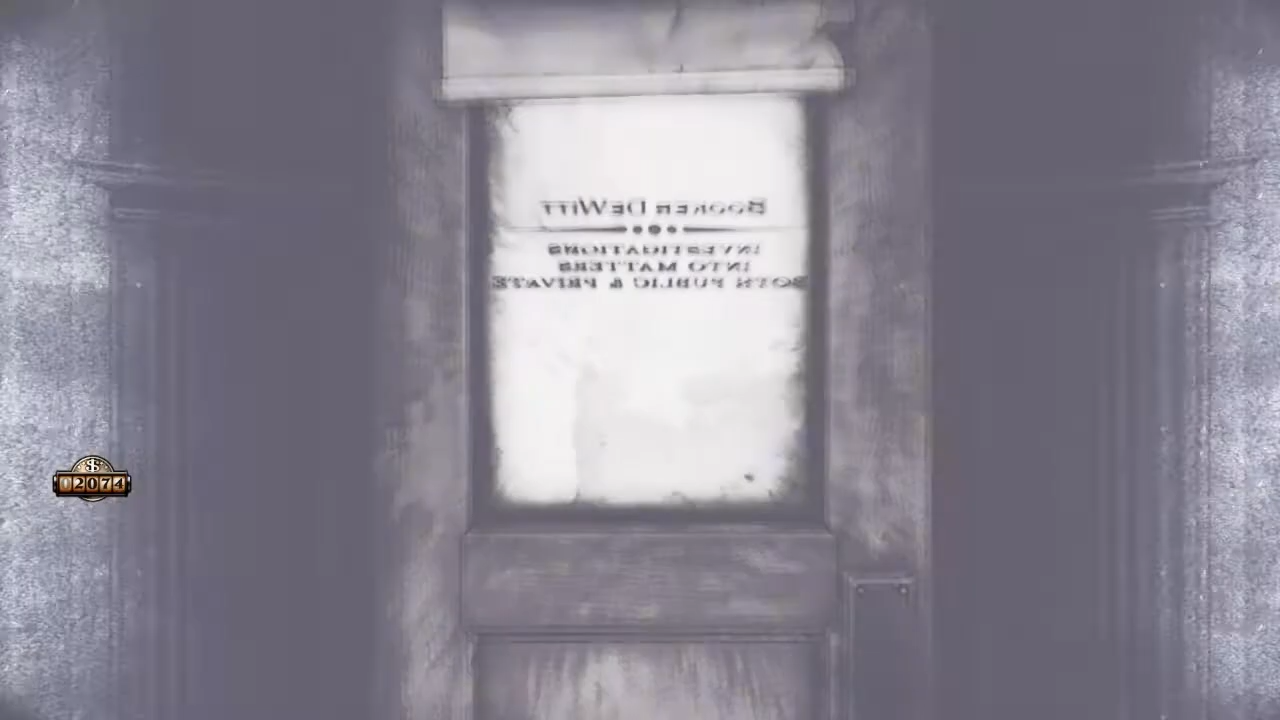 BOOKER DEWITT
INVESTIGATIONS
INTO MATTERS
BOTH PUBLIC & PRIVATE
$
02074